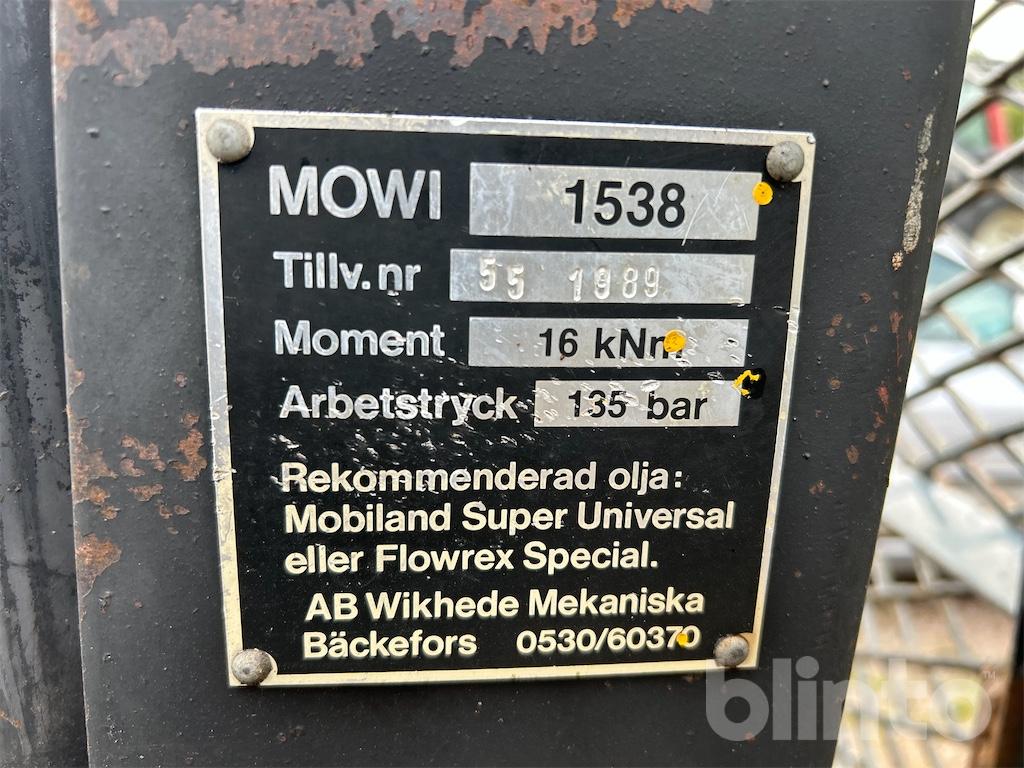 MOWI 1538
Tillv.nr 55 1989
Moment 16 kNm
Arbetstryck 135 bar
Rekommenderad olja:
Mobiland Super Universal
eller Flowrex Special.
AB Wikhede Mekaniska
Bäckefors 0530/60370
blinto™